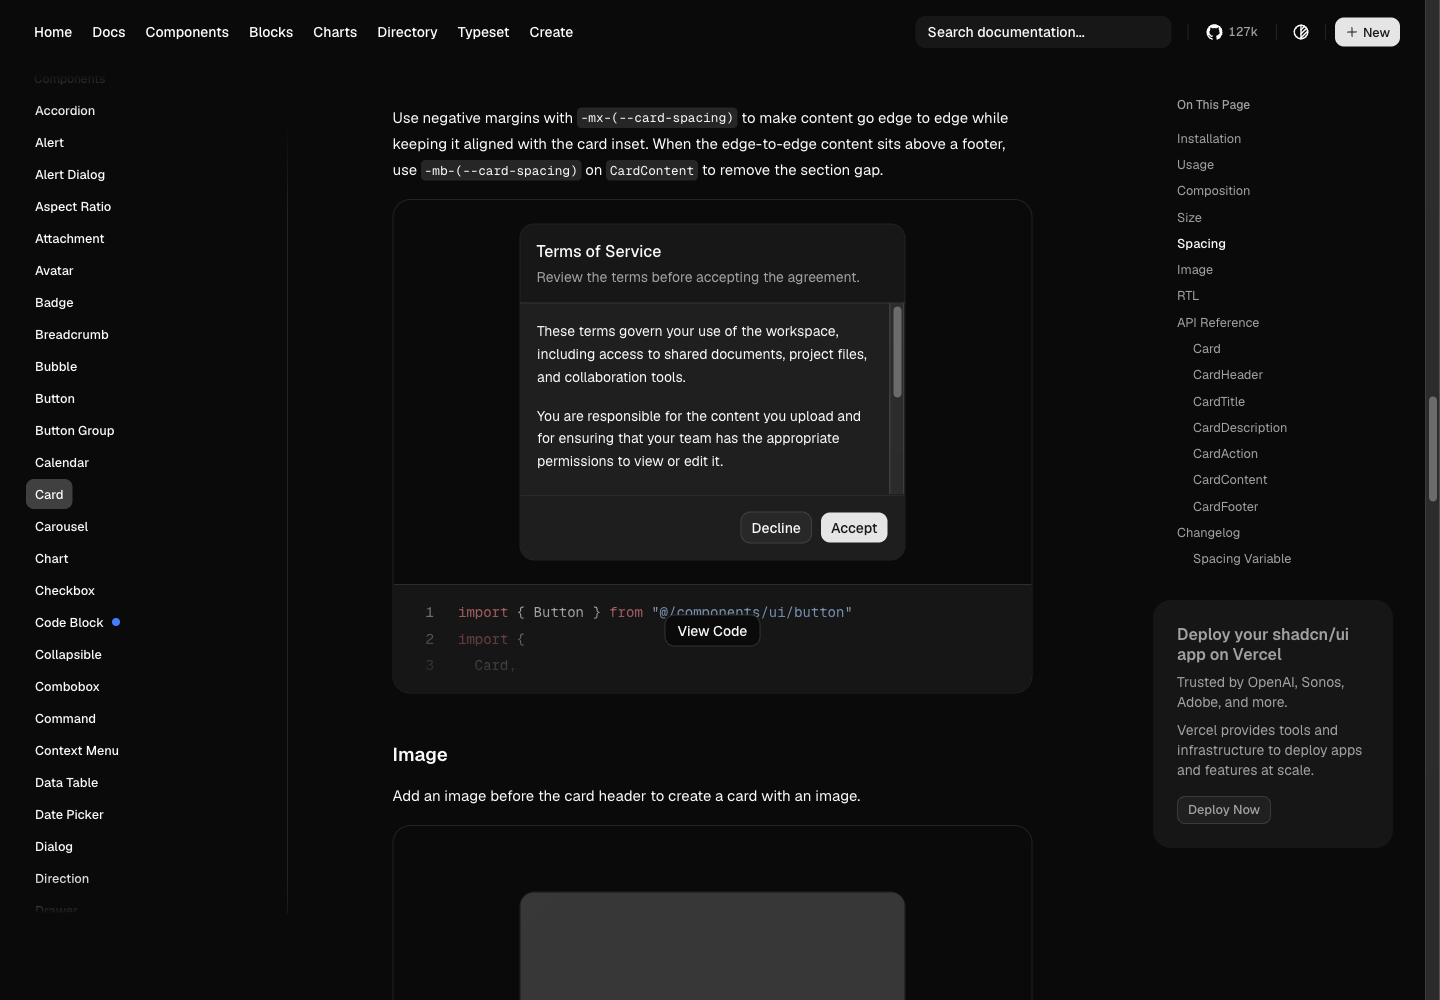 Home Docs Components Blocks Charts Directory Typeset Create
Search documentation...
127k
New
Components
Accordion
Alert
Alert Dialog
Aspect Ratio
Attachment
Avatar
Badge
Breadcrumb
Bubble
Button
Button Group
Calendar
Card
Carousel
Chart
Checkbox
Code Block
Collapsible
Combobox
Command
Context Menu
Data Table
Date Picker
Dialog
Direction
Drawer
Use negative margins with -mx-(--card-spacing) to make content go edge to edge while
keeping it aligned with the card inset. When the edge-to-edge content sits above a footer,
use -mb-(--card-spacing) on CardContent to remove the section gap.
Terms of Service
Review the terms before accepting the agreement.
These terms govern your use of the workspace,
including access to shared documents, project files,
and collaboration tools.
You are responsible for the content you upload and
for ensuring that your team has the appropriate
permissions to view or edit it.
Decline Accept
1 import { Button } from "@/components/ui/button"
View Code
2 import {
3 Card,
Image
Add an image before the card header to create a card with an image.
On This Page
Installation
Usage
Composition
Size
Spacing
Image
RTL
API Reference
Card
CardHeader
CardTitle
CardDescription
CardAction
CardContent
CardFooter
Changelog
Spacing Variable
Deploy your shadcn/ui
app on Vercel
Trusted by OpenAI, Sonos,
Adobe, and more.
Vercel provides tools and
infrastructure to deploy apps
and features at scale.
Deploy Now